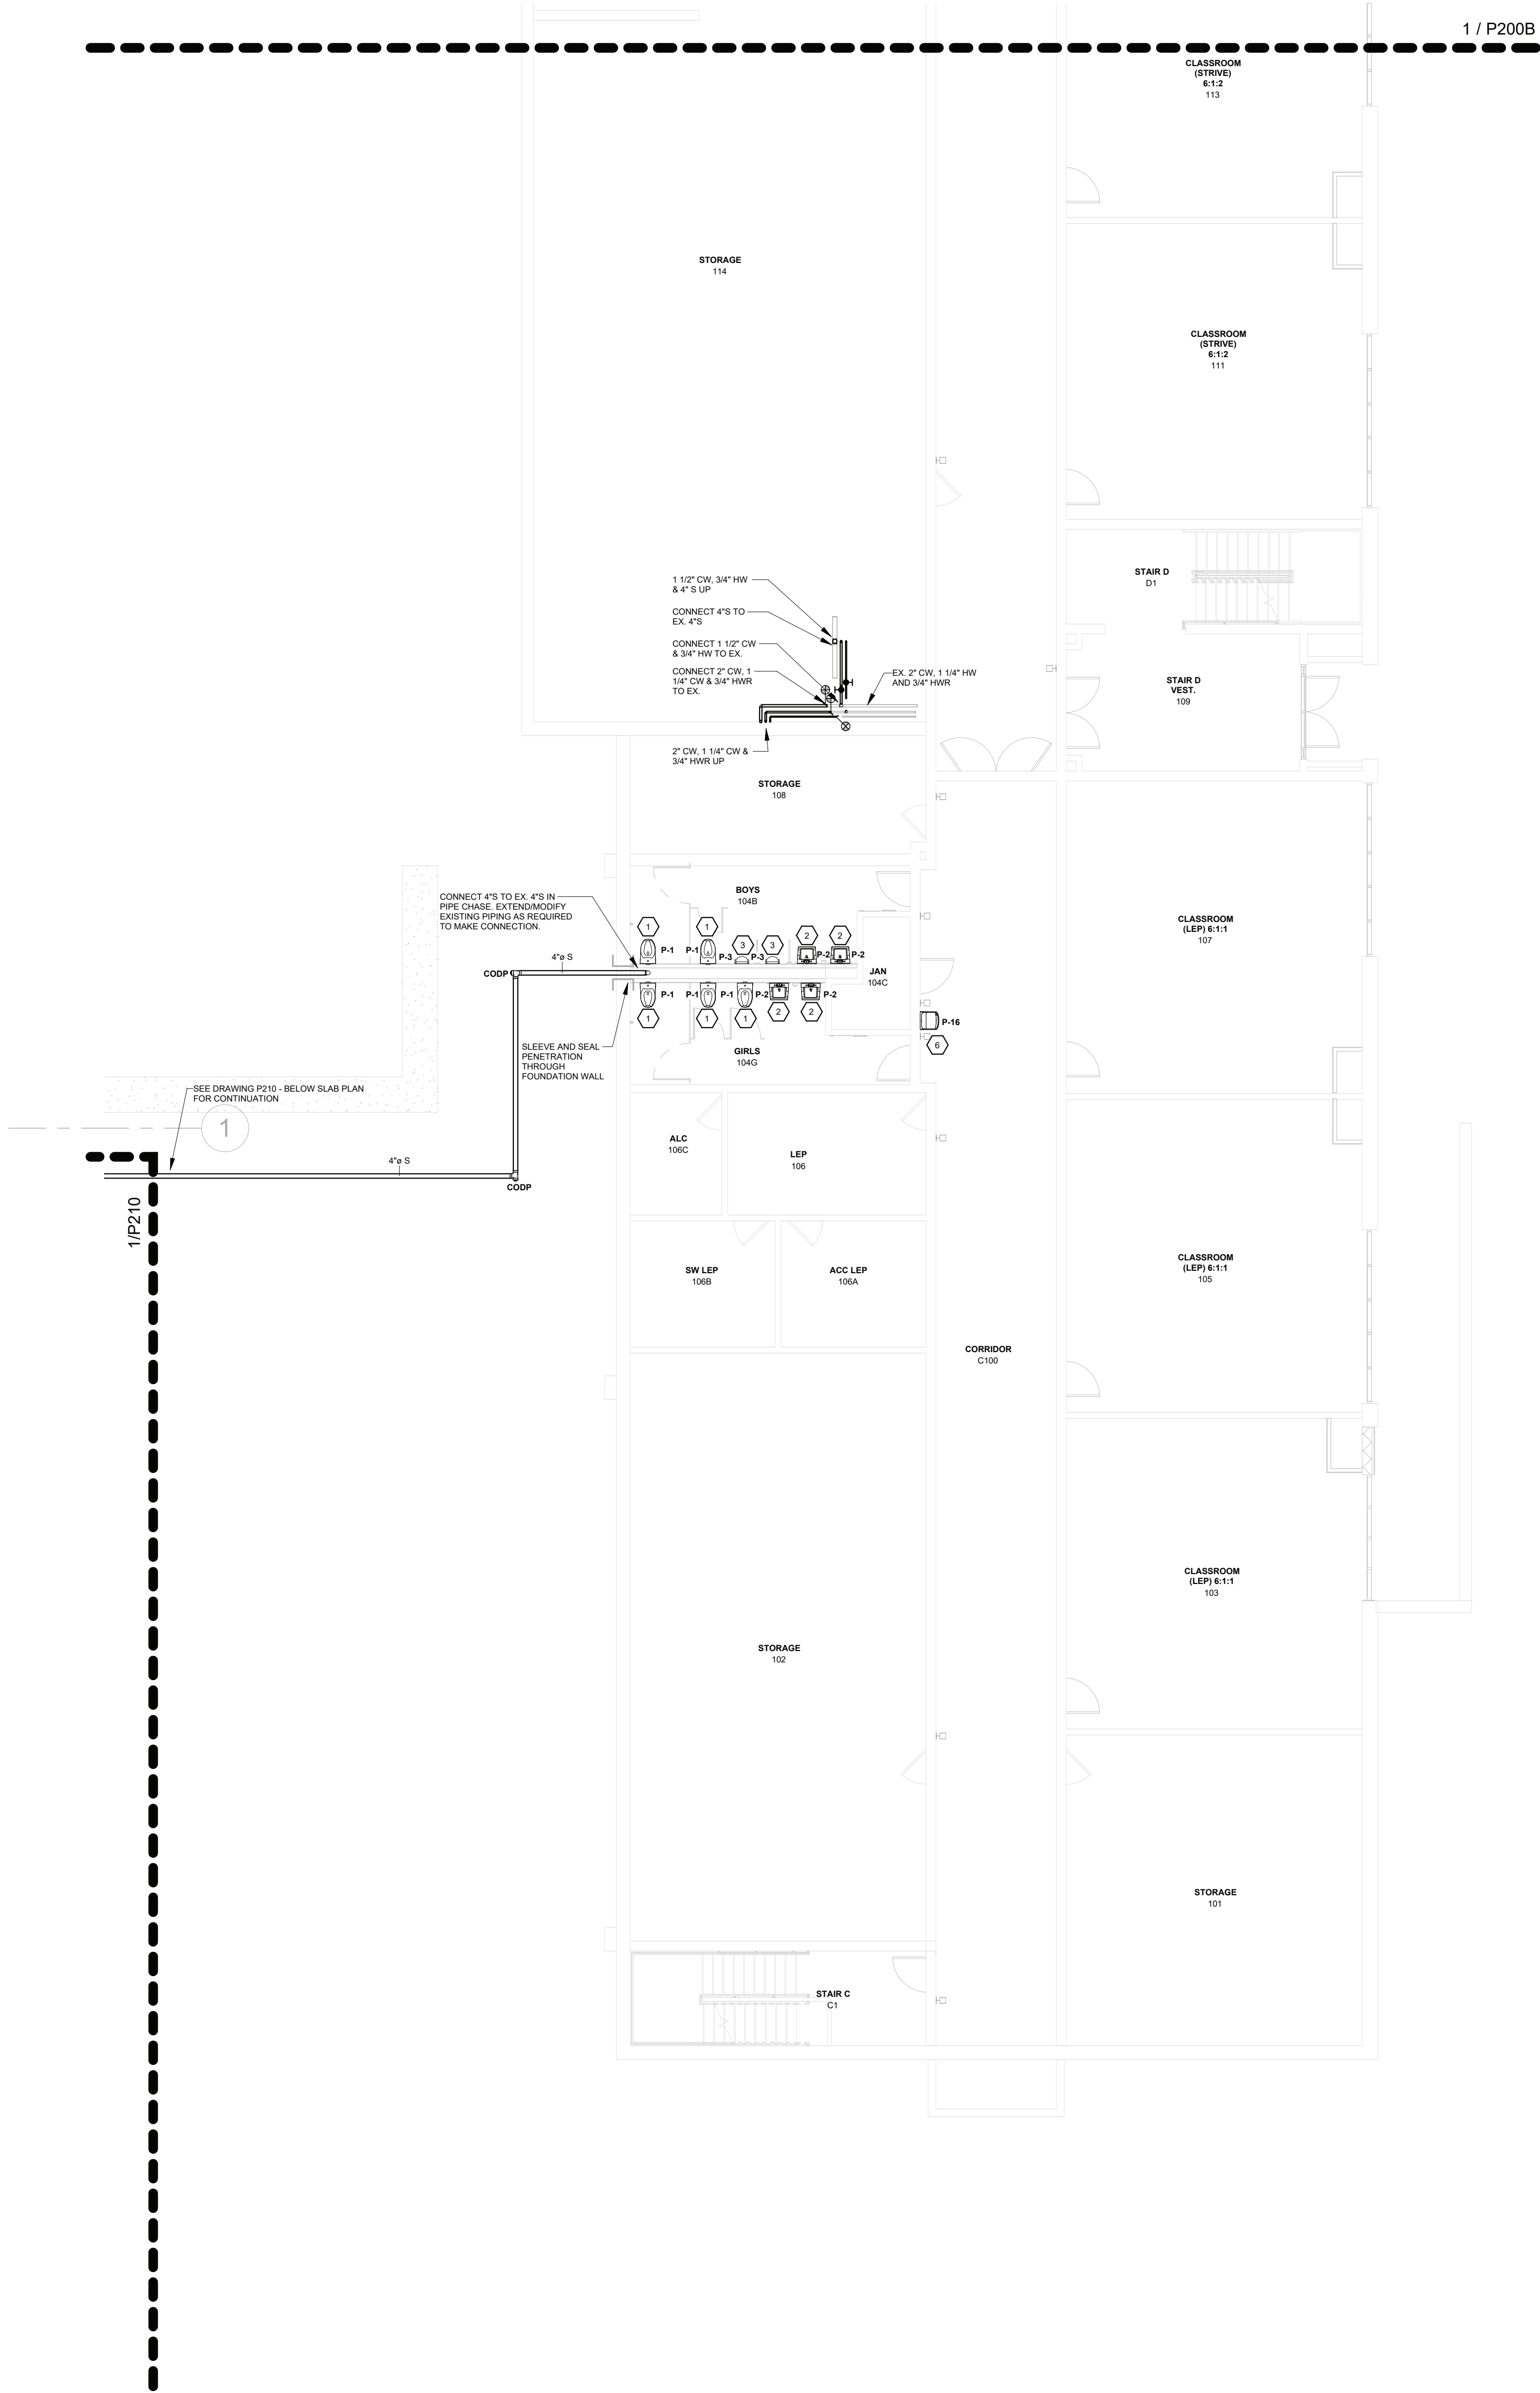 1 / P200B
CLASSROOM
(STRIVE)
6:1:2
113
STORAGE
114
CLASSROOM
(STRIVE)
6:1:2
111
STAIR D
D1
1 1/2" CW, 3/4" HW
& 4" S UP
CONNECT 4"S TO
EX. 4"S
CONNECT 1 1/2" CW
& 3/4" HW TO EX.
CONNECT 2" CW, 1
1/4" CW & 3/4" HWR
TO EX.
EX. 2" CW, 1 1/4" HW
AND 3/4" HWR
STAIR D
VEST.
109
2" CW, 1 1/4" CW &
3/4" HWR UP
STORAGE
108
CONNECT 4"S TO EX. 4"S IN
PIPE CHASE. EXTEND/MODIFY
EXISTING PIPING AS REQUIRED
TO MAKE CONNECTION.
BOYS
104B
CLASSROOM
(LEP) 6:1:1
107
1
1
3
3
2
2
P-1
P-1
P-3
P-3
P-2
P-2
4"ø S
CODP
JAN
104C
P-1
P-1
P-1
P-2
P-2
1
1
1
2
2
P-16
6
SLEEVE AND SEAL
PENETRATION
THROUGH
FOUNDATION WALL
GIRLS
104G
SEE DRAWING P210 - BELOW SLAB PLAN
FOR CONTINUATION
1
4"ø S
CODP
1/P210
ALC
106C
LEP
106
SW LEP
106B
ACC LEP
106A
CLASSROOM
(LEP) 6:1:1
105
CORRIDOR
C100
CLASSROOM
(LEP) 6:1:1
103
STORAGE
102
STORAGE
101
STAIR C
C1